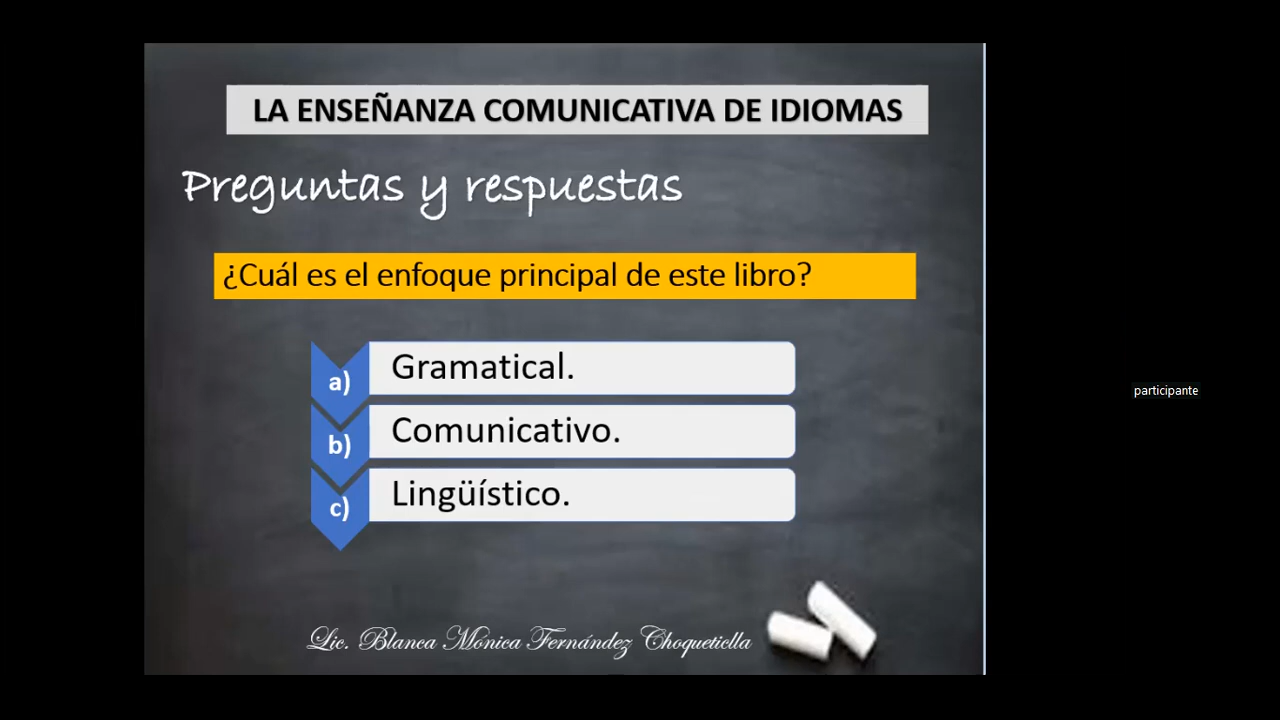 LA ENSEÑANZA COMUNICATIVA DE IDIOMAS
Preguntas y respuestas
¿Cuál es el enfoque principal de este libro?
a) Gramatical.
b) Comunicativo.
c) Lingüístico.
participante
Lic. Blanca Mónica Fernández Choqueticlla